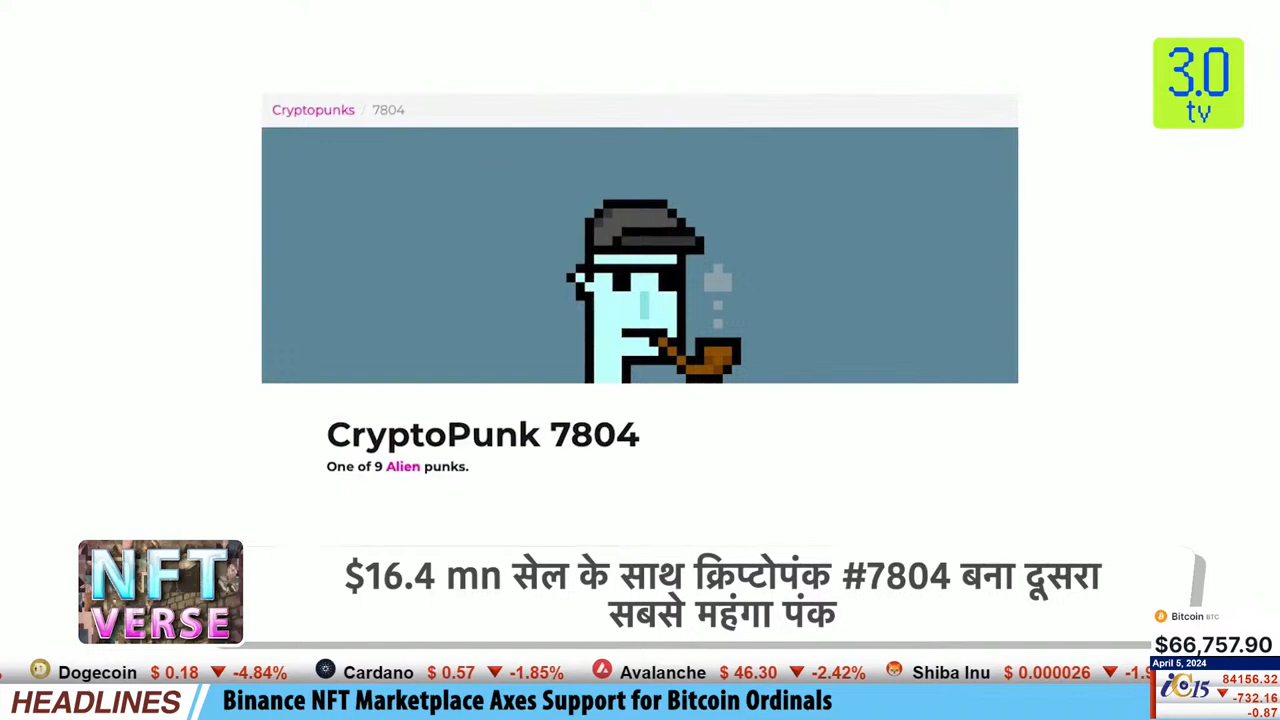 3.0
tv
Cryptopunks / 7804
CryptoPunk 7804
One of 9 Alien punks.
NFT
VERSE
$16.4 mn सेल के साथ क्रिप्टोपंक #7804 बना दूसरा
सबसे महंगा पंक
Bitcoin BTC
$66,757.90
April 5, 2024
Dogecoin $ 0.18 ▼ -4.84% Cardano $ 0.57 ▼ -1.85% Avalanche $ 46.30 ▼ -2.42% Shiba Inu $ 0.000026 ▼
HEADLINES Binance NFT Marketplace Axes Support for Bitcoin Ordinals
IC15
84156.32
▼ -732.16
-0.87